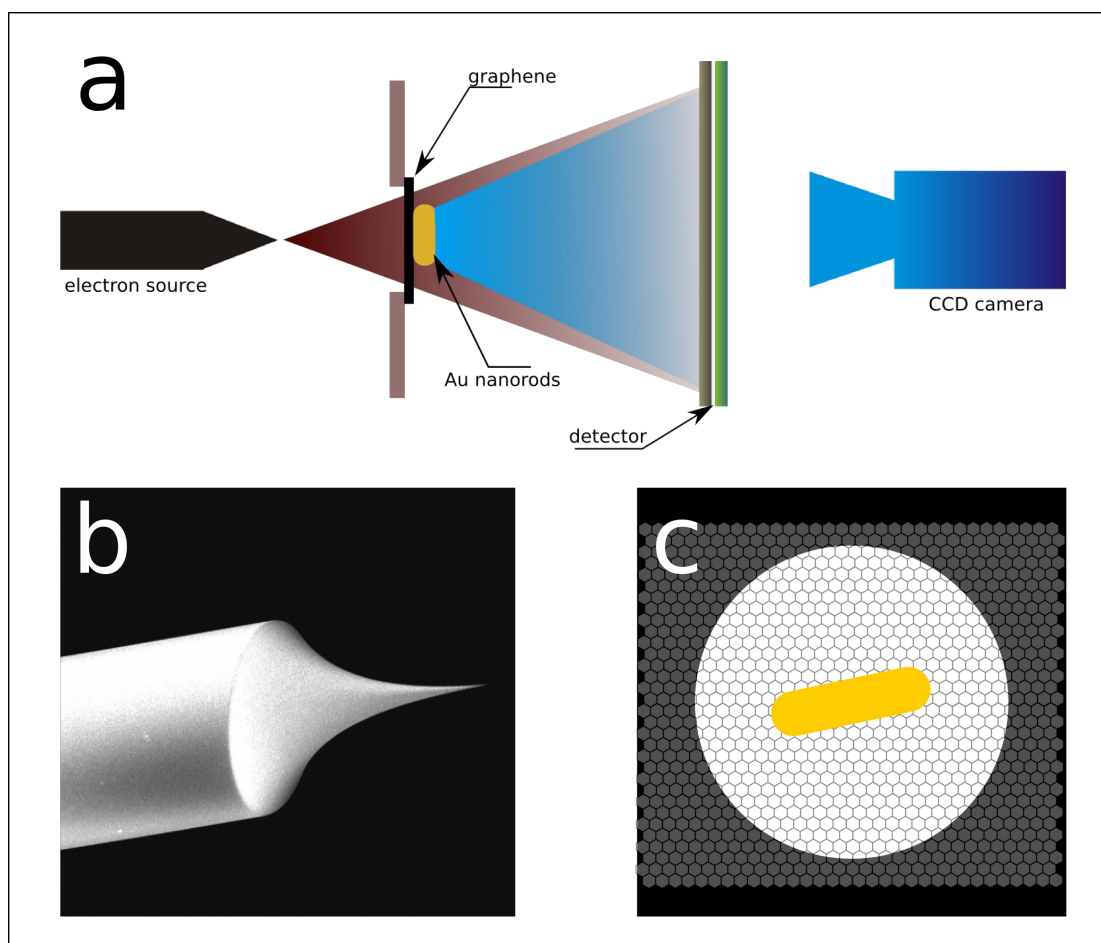 a
graphene
electron source
CCD camera
Au nanorods
detector
b
c